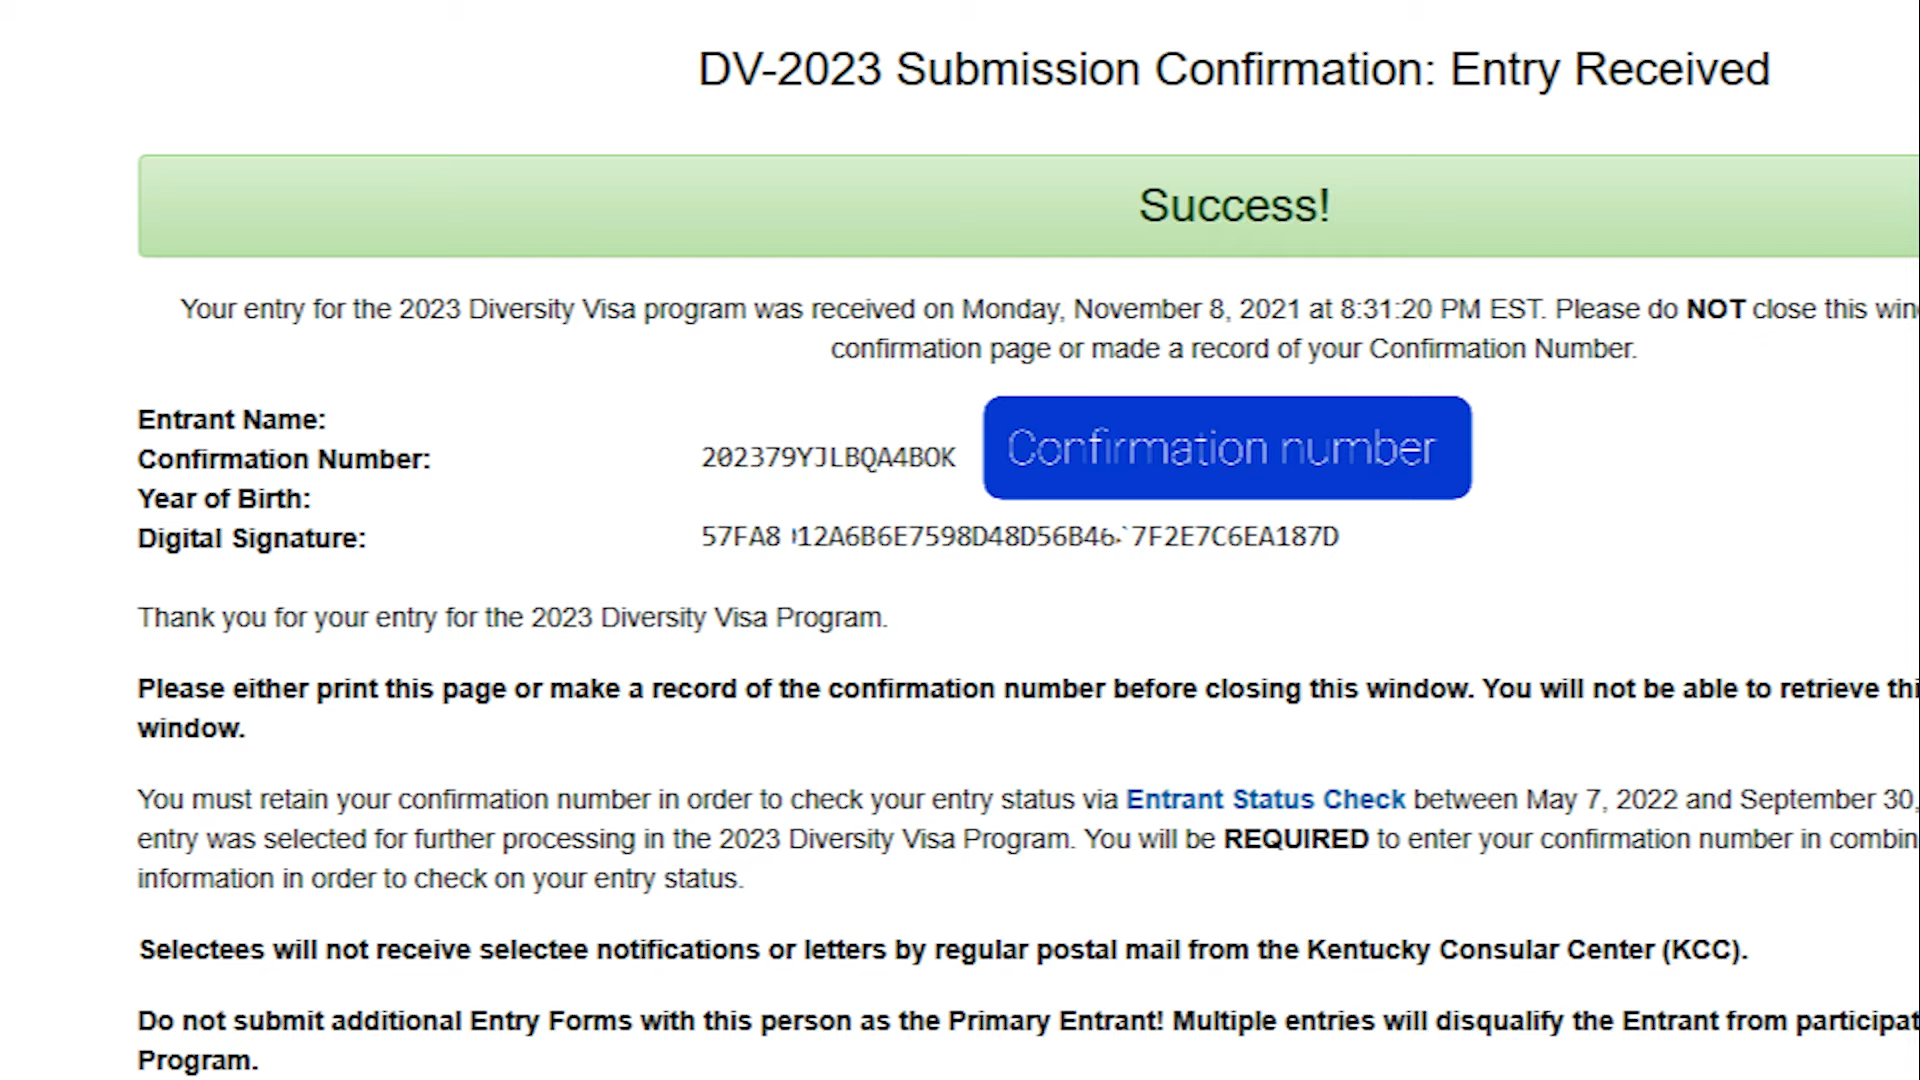 DV-2023 Submission Confirmation: Entry Received
Success!
Your entry for the 2023 Diversity Visa program was received on Monday, November 8, 2021 at 8:31:20 PM EST. Please do NOT close this
confirmation page or made a record of your Confirmation Number.
Entrant Name:
Confirmation Number: 202379YJLBQA4BOK Confirmation number
Year of Birth:
Digital Signature: 57FA8 12A6B6E7598D48D56B46 7F2E7C6EA187D
Thank you for your entry for the 2023 Diversity Visa Program.
Please either print this page or make a record of the confirmation number before closing this window. You will not be able to retrieve
window.
You must retain your confirmation number in order to check your entry status via Entrant Status Check between May 7, 2022 and September 30,
entry was selected for further processing in the 2023 Diversity Visa Program. You will be REQUIRED to enter your confirmation number in
information in order to check on your entry status.
Selectees will not receive selectee notifications or letters by regular postal mail from the Kentucky Consular Center (KCC).
Do not submit additional Entry Forms with this person as the Primary Entrant! Multiple entries will disqualify the Entrant from
Program.